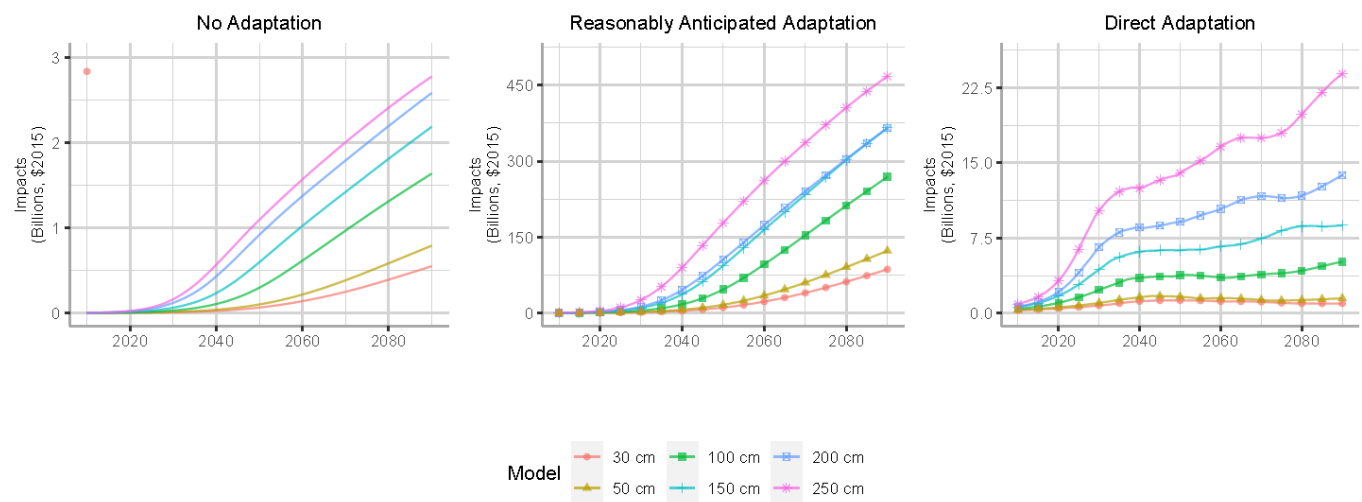 No Adaptation
Impacts
(Billions, $2015)
3
2
1
0
2020 2040 2060 2080
Reasonably Anticipated Adaptation
Impacts
(Billions, $2015)
450
300
150
0
2020 2040 2060 2080
Direct Adaptation
Impacts
(Billions, $2015)
22.5
15.0
7.5
0.0
2020 2040 2060 2080
Model
30 cm 100 cm 200 cm
50 cm 150 cm 250 cm